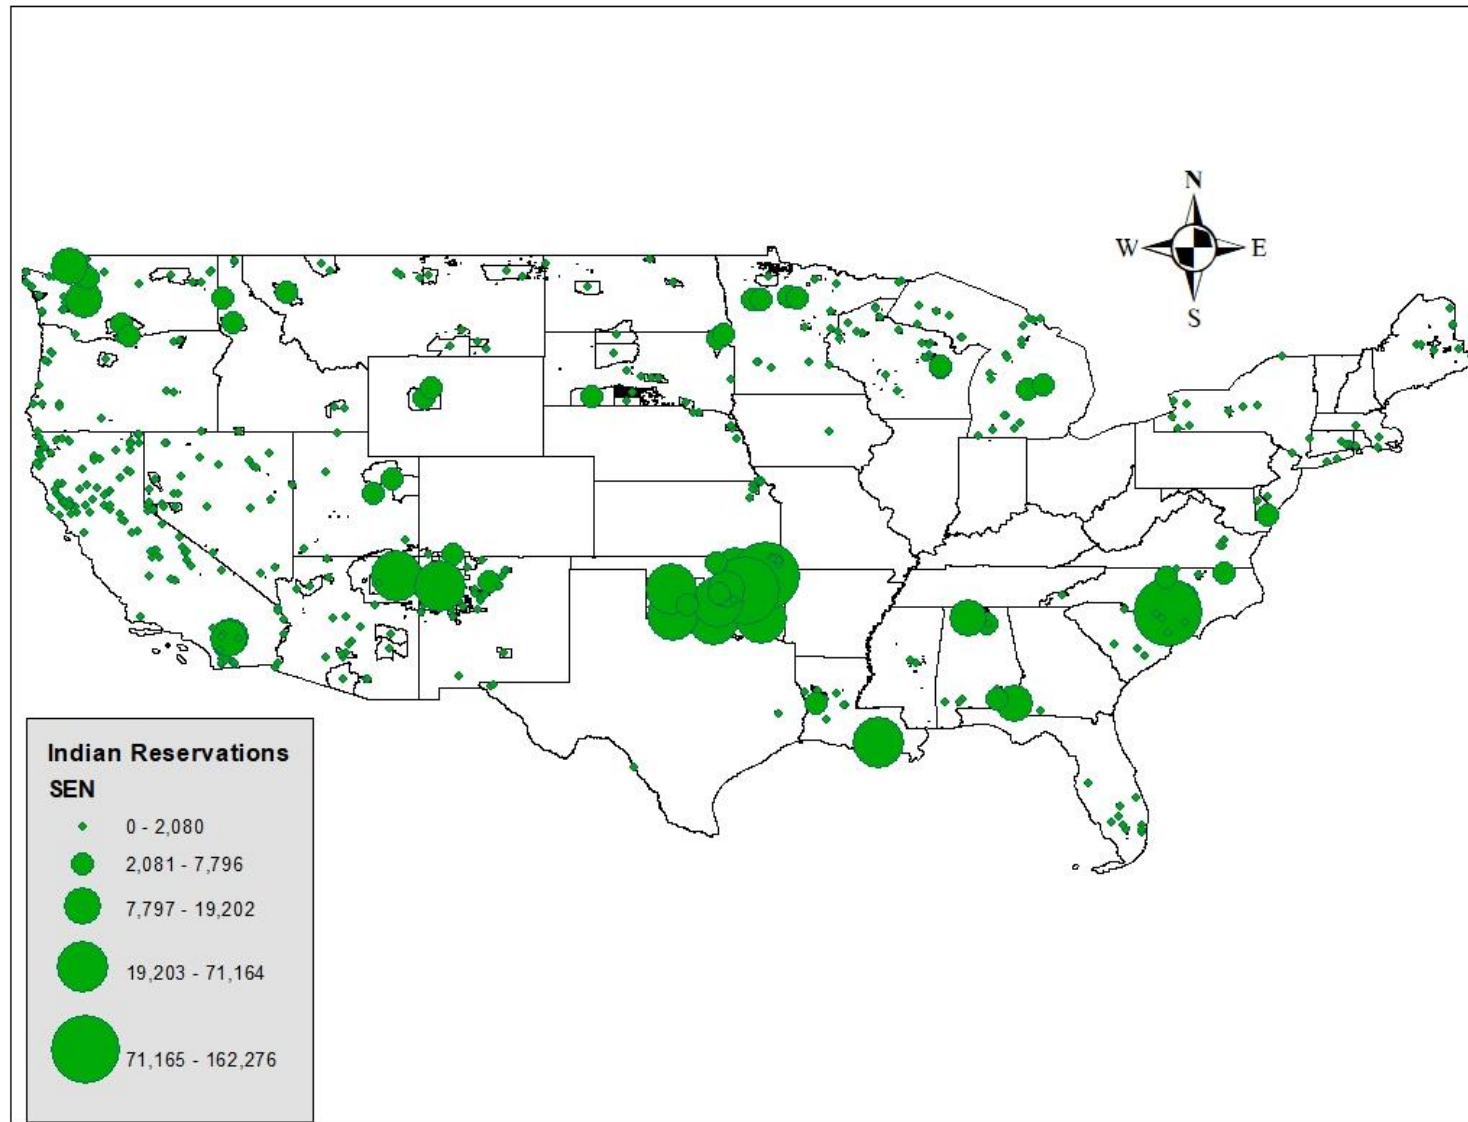 N
W
E
S
Indian Reservations
SEN
0 - 2,080
2,081 - 7,796
7,797 - 19,202
19,203 - 71,164
71,165 - 162,276